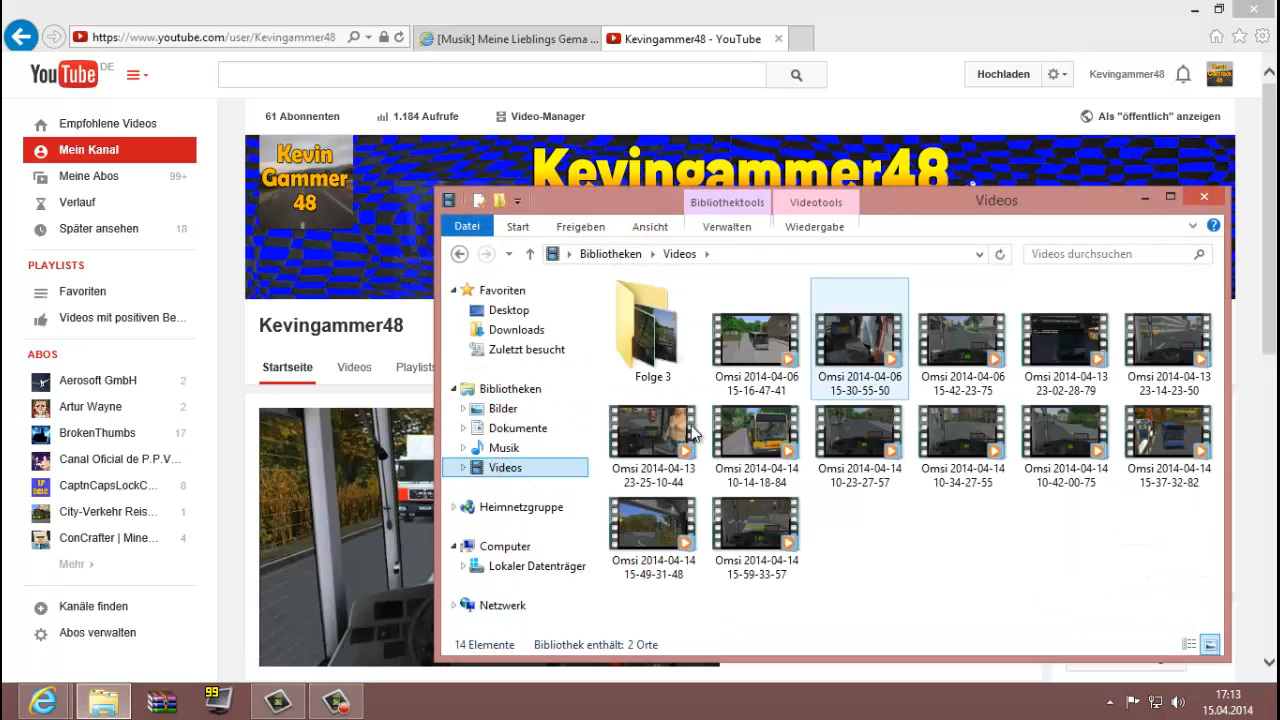 https://www.youtube.com/user/Kevingammer48
[Musik] Meine Lieblings Gema ...
Kevingammer48 - YouTube
YouTube DE
Hochladen
Kevingammer48
Empfohlene Videos
Mein Kanal
Meine Abos 99+
Verlauf
Später ansehen 18
PLAYLISTS
Favoriten
Videos mit positiven Be...
ABOS
Aerosoft GmbH 2
Artur Wayne 2
BrokenThumbs 17
Canal Oficial de P.P.V...
CaptnCapsLockC... 8
City-Verkehr Reis... 1
ConCrafter | Mine... 4
Mehr ›
Kanäle finden
Abos verwalten
61 Abonnenten
1.184 Aufrufe
Video-Manager
Als "öffentlich" anzeigen
Kevin
Gammer
48
Kevingammer48
Kevingammer48
Startseite
Videos
Playlists
Bibliothektools
Videotools
Videos
Datei
Start
Freigeben
Ansicht
Verwalten
Wiedergabe
Bibliotheken
Videos
Videos durchsuchen
Favoriten
Desktop
Downloads
Zuletzt besucht
Bibliotheken
Bilder
Dokumente
Musik
Videos
Heimnetzgruppe
Computer
Lokaler Datenträger
Netzwerk
Folge 3
Omsi 2014-04-06
15-16-47-41
Omsi 2014-04-06
15-30-55-50
Omsi 2014-04-06
15-42-23-75
Omsi 2014-04-13
23-02-28-79
Omsi 2014-04-13
23-14-23-50
Omsi 2014-04-13
23-25-10-44
Omsi 2014-04-14
10-14-18-84
Omsi 2014-04-14
10-23-27-57
Omsi 2014-04-14
10-34-27-55
Omsi 2014-04-14
10-42-00-75
Omsi 2014-04-14
15-37-32-82
Omsi 2014-04-14
15-49-31-48
Omsi 2014-04-14
15-59-33-57
14 Elemente
Bibliothek enthält: 2 Orte
99
17:13
15.04.2014